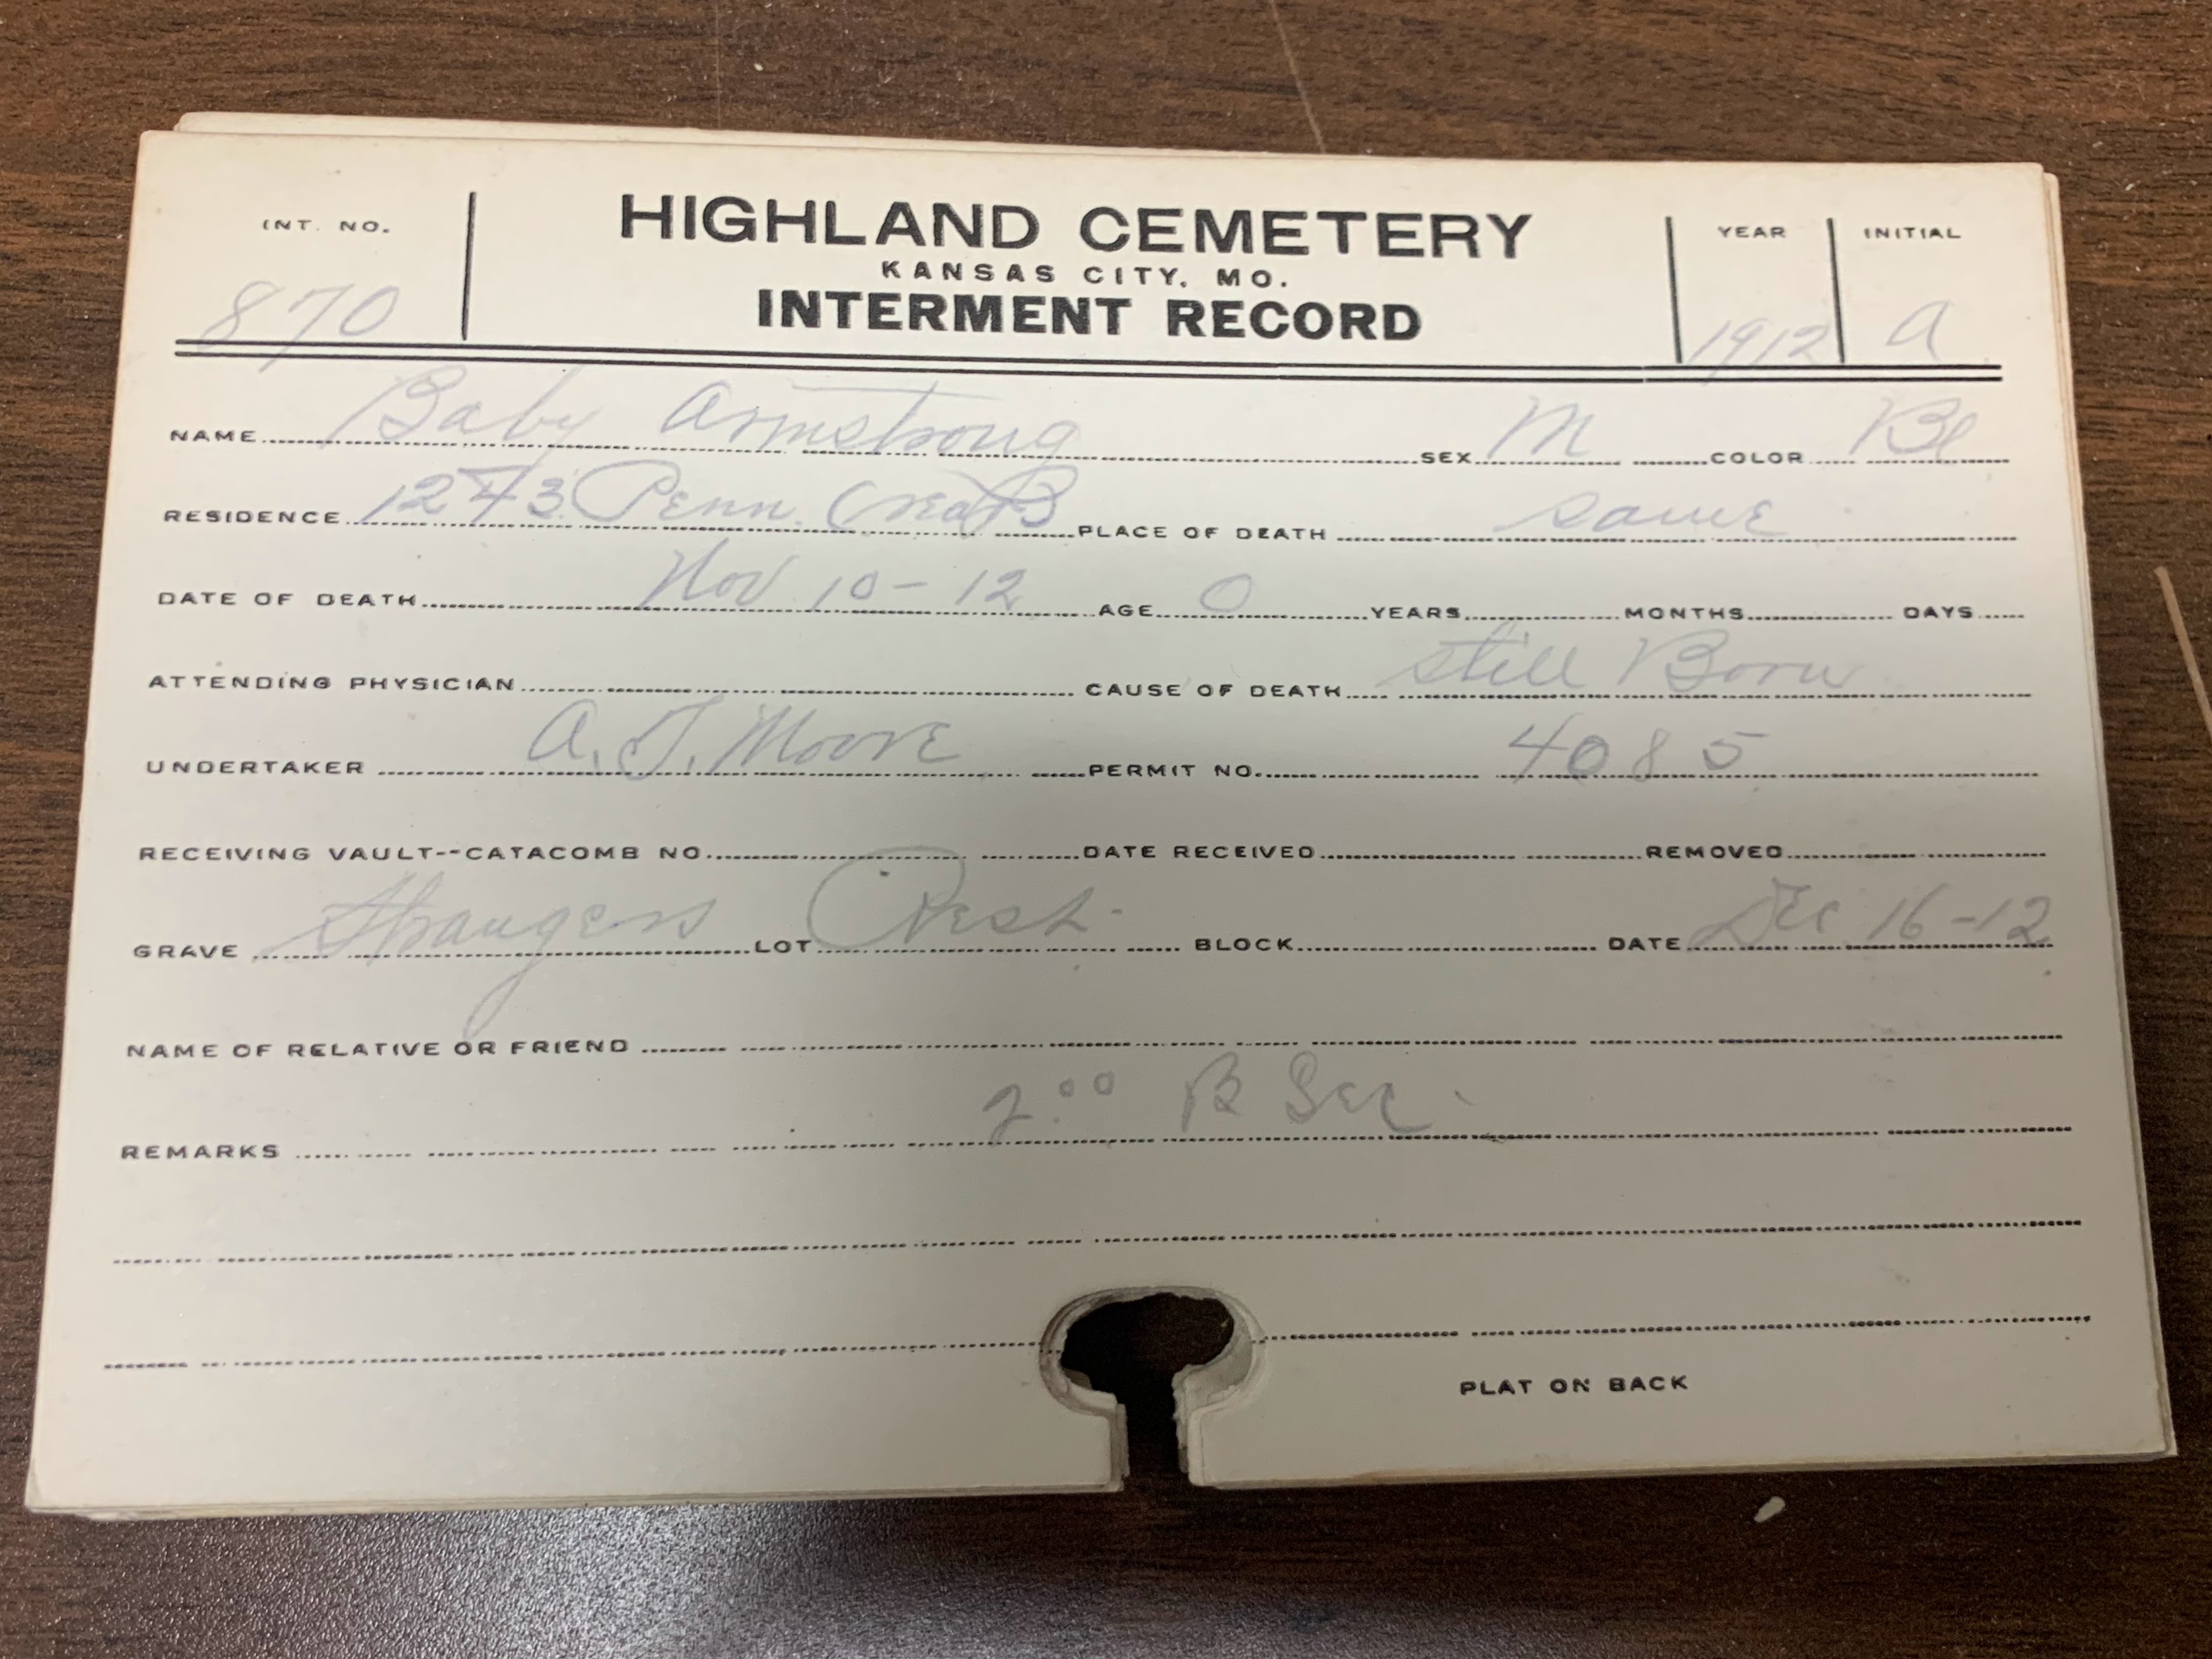 INT. NO. HIGHLAND CEMETERY YEAR INITIAL
KANSAS CITY, MO.
870 INTERMENT RECORD 1912 A
NAME Baby Armstrong SEX M COLOR Bl
RESIDENCE 1243 Penn. (rear) PLACE OF DEATH same
DATE OF DEATH Nov 10-12 AGE 0 YEARS MONTHS DAYS
ATTENDING PHYSICIAN CAUSE OF DEATH still Born
UNDERTAKER A. T. Moore PERMIT NO. 4085
RECEIVING VAULT--CATACOMB NO. DATE RECEIVED REMOVED
GRAVE Strangers LOT Rest BLOCK DATE Dec 16-12
NAME OF RELATIVE OR FRIEND
REMARKS 2.00 B Sec
PLAT ON BACK